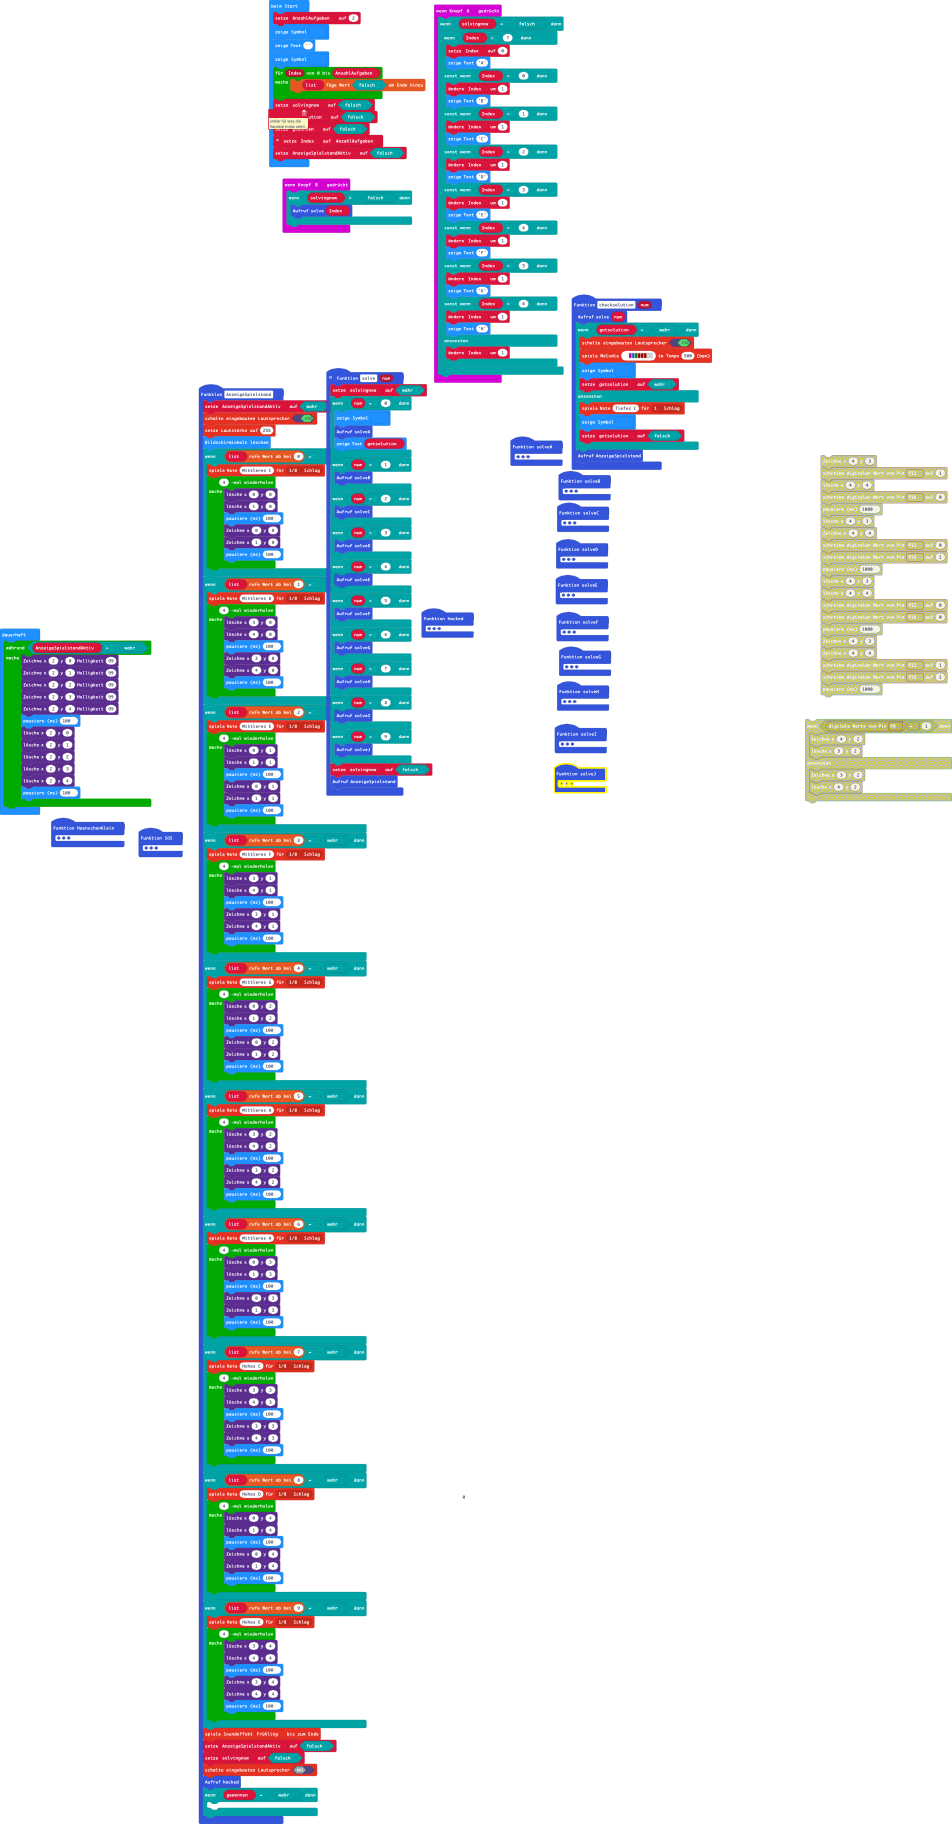 beim Start
setze AnzahlAufgaben auf 2
zeige Symbol
zeige Text
zeige Symbol
für Index von 0 bis AnzahlAufgaben
mache list füge Wert falsch am Ende hinzu
setze solvingnow auf falsch
auf falsch
auf falsch
setze Index auf AnzahlAufgaben
setze AnzeigeSpielstandAktiv auf falsch
wenn Knopf B gedrückt
wenn solvingnow = falsch dann
Aufruf solve Index
wenn Knopf A gedrückt
wenn solvingnow = falsch dann
wenn Index = 7 dann
setze Index auf 0
zeige Text "A"
sonst wenn Index = 0 dann
ändere Index um 1
zeige Text "B"
sonst wenn Index = 1 dann
ändere Index um 1
zeige Text "C"
sonst wenn Index = 2 dann
ändere Index um 1
zeige Text "D"
sonst wenn Index = 3 dann
ändere Index um 1
zeige Text "E"
sonst wenn Index = 4 dann
ändere Index um 1
zeige Text "F"
sonst wenn Index = 5 dann
ändere Index um 1
zeige Text "G"
sonst wenn Index = 6 dann
ändere Index um 1
zeige Text "H"
ansonsten
ändere Index um 1
Funktion checksolution num
Aufruf solve num
wenn gotsolution = wahr dann
schalte eingebauten Lautsprecher
spiele Melodie im Tempo 500 (bpm)
zeige Symbol
setze gotsolution auf wahr
ansonsten
spiele Note Tiefes C für 1 Schlag
zeige Symbol
setze gotsolution auf falsch
Aufruf AnzeigeSpielstand
Funktion solve num
setze solvingnow auf wahr
wenn num = 0 dann
zeige Symbol
Aufruf solveA
zeige Text gotsolution
wenn num = 1 dann
Aufruf solveB
wenn num = 2 dann
Aufruf solveC
wenn num = 3 dann
Aufruf solveD
wenn num = 4 dann
Aufruf solveE
wenn num = 5 dann
Aufruf solveF
wenn num = 6 dann
Aufruf solveG
wenn num = 7 dann
Aufruf solveH
wenn num = 8 dann
Aufruf solveI
wenn num = 9 dann
Aufruf solveJ
setze solvingnow auf falsch
Aufruf AnzeigeSpielstand
Funktion solveA
Funktion solveB
Funktion solveC
Funktion solveD
Funktion solveE
Funktion solveF
Funktion solveG
Funktion solveH
Funktion solveI
Funktion solveJ
Funktion hacked
dauerhaft
während AnzeigeSpielstandAktiv = wahr
mache Zeichne x 2 y 0 Helligkeit
Zeichne x 2 y 1 Helligkeit
Zeichne x 2 y 2 Helligkeit
Zeichne x 2 y 3 Helligkeit
Zeichne x 2 y 4 Helligkeit
pausiere (ms) 100
lösche x 2 y 0
lösche x 2 y 1
lösche x 2 y 2
lösche x 2 y 3
lösche x 2 y 4
pausiere (ms) 100
Funktion HaenschenKlein
Funktion SOS
Funktion AnzeigeSpielstand
setze AnzeigeSpielstandAktiv auf wahr
schalte eingebauten Lautsprecher
setze Lautstärke auf 255
Bildschirminhalt löschen
wenn list rufe Wert ab bei 0 =
spiele Note Mittleres C für 1/8 Schlag
4 -mal wiederholen
mache lösche x 0 y 0
lösche x 1 y 0
pausiere (ms) 100
Zeichne x 0 y 0
Zeichne x 1 y 0
pausiere (ms) 100
wenn list rufe Wert ab bei 1 =
spiele Note Mittleres D für 1/8 Schlag
4 -mal wiederholen
mache lösche x 3 y 0
lösche x 4 y 0
pausiere (ms) 100
Zeichne x 3 y 0
Zeichne x 4 y 0
pausiere (ms) 100
wenn list rufe Wert ab bei 2 =
spiele Note Mittleres E für 1/8 Schlag
4 -mal wiederholen
mache lösche x 0 y 1
lösche x 1 y 1
pausiere (ms) 100
Zeichne x 0 y 1
Zeichne x 1 y 1
pausiere (ms) 100
wenn list rufe Wert ab bei 3 = wahr dann
spiele Note Mittleres F für 1/8 Schlag
4 -mal wiederholen
mache lösche x 3 y 1
lösche x 4 y 1
pausiere (ms) 100
Zeichne x 3 y 1
Zeichne x 4 y 1
pausiere (ms) 100
wenn list rufe Wert ab bei 4 = wahr dann
spiele Note Mittleres G für 1/8 Schlag
4 -mal wiederholen
mache lösche x 0 y 2
lösche x 1 y 2
pausiere (ms) 100
Zeichne x 0 y 2
Zeichne x 1 y 2
pausiere (ms) 100
wenn list rufe Wert ab bei 5 = wahr dann
spiele Note Mittleres A für 1/8 Schlag
4 -mal wiederholen
mache lösche x 3 y 2
lösche x 4 y 2
pausiere (ms) 100
Zeichne x 3 y 2
Zeichne x 4 y 2
pausiere (ms) 100
wenn list rufe Wert ab bei 6 = wahr dann
spiele Note Mittleres H für 1/8 Schlag
4 -mal wiederholen
mache lösche x 0 y 3
lösche x 1 y 3
pausiere (ms) 100
Zeichne x 0 y 3
Zeichne x 1 y 3
pausiere (ms) 100
wenn list rufe Wert ab bei 7 = wahr dann
spiele Note Hohes C für 1/8 Schlag
4 -mal wiederholen
mache lösche x 3 y 3
lösche x 4 y 3
pausiere (ms) 100
Zeichne x 3 y 3
Zeichne x 4 y 3
pausiere (ms) 100
wenn list rufe Wert ab bei 8 = wahr dann
spiele Note Hohes D für 1/8 Schlag
4 -mal wiederholen
mache lösche x 0 y 4
lösche x 1 y 4
pausiere (ms) 100
Zeichne x 0 y 4
Zeichne x 1 y 4
pausiere (ms) 100
wenn list rufe Wert ab bei 9 = wahr dann
spiele Note Hohes E für 1/8 Schlag
4 -mal wiederholen
mache lösche x 3 y 4
lösche x 4 y 4
pausiere (ms) 100
Zeichne x 3 y 4
Zeichne x 4 y 4
pausiere (ms) 100
spiele Soundeffekt Frühling bis zum Ende
setze AnzeigeSpielstandAktiv auf falsch
setze solvingnow auf falsch
schalte eingebauten Lautsprecher
Aufruf hacked
wenn gewonnen = wahr dann
Zeichne x 4 y 3
schreibe digitalen Wert von Pin P12 auf 1
lösche x 4 y 4
schreibe digitalen Wert von Pin P16 auf 0
pausiere (ms) 1000
lösche x 4 y 3
Zeichne x 4 y 4
schreibe digitalen Wert von Pin P12 auf 0
schreibe digitalen Wert von Pin P16 auf 1
pausiere (ms) 1000
lösche x 4 y 3
lösche x 4 y 4
schreibe digitalen Wert von Pin P12 auf 0
schreibe digitalen Wert von Pin P16 auf 0
pausiere (ms) 1000
Zeichne x 4 y 3
Zeichne x 4 y 4
schreibe digitalen Wert von Pin P12 auf 1
schreibe digitalen Wert von Pin P16 auf 1
pausiere (ms) 1000
wenn digitale Werte von Pin = 1 dann
Zeichne x 4 y 2
lösche x 3 y 2
ansonsten
Zeichne x 3 y 2
lösche x 4 y 2